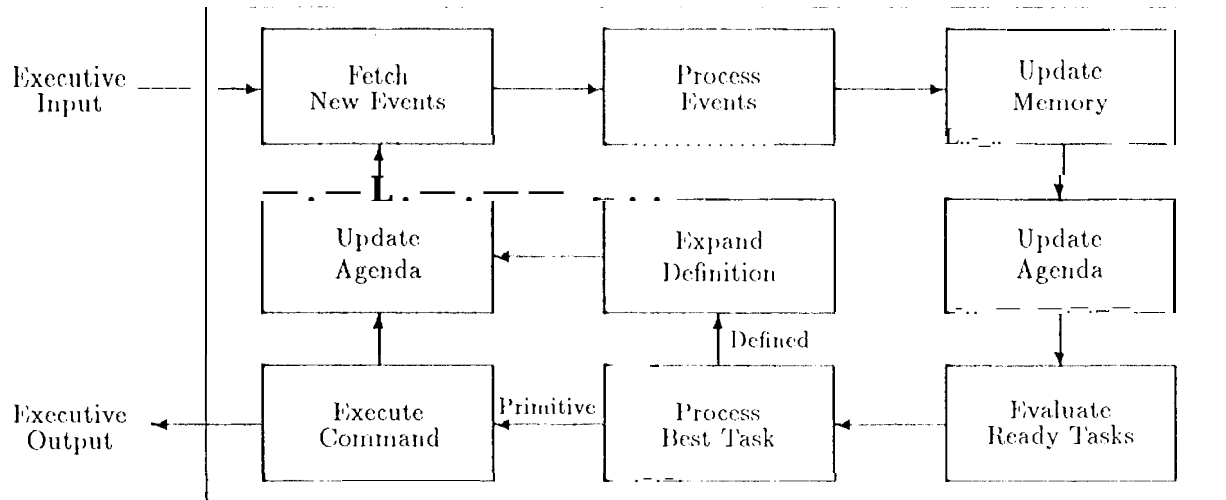 Executive
Input
Fetch
New Events
Process
Events
Update
Memory
Update
Agenda
Expand
Definition
Update
Agenda
Defined
Executive
Output
Execute
Command
Primitive
Process
Best Task
Evaluate
Ready Tasks